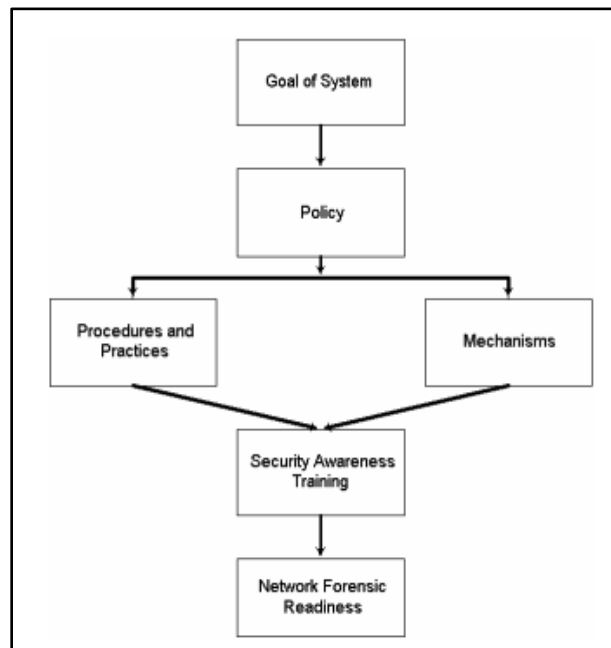 Goal of System
Policy
Procedures and
Practices
Mechanisms
Security Awareness
Training
Network Forensic
Readiness